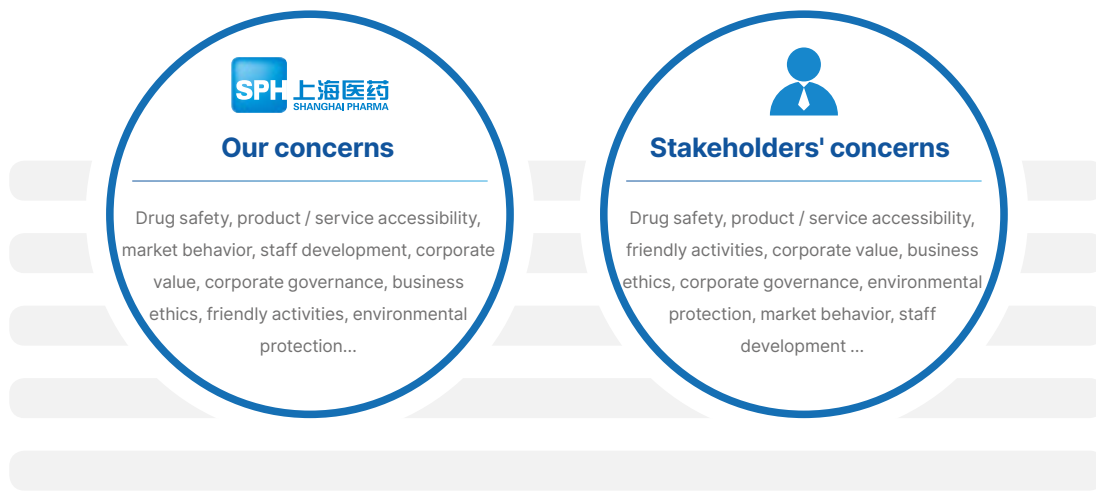 SPH 上海医药
SHANGHAI PHARMA
Our concerns
Drug safety, product / service accessibility,
market behavior, staff development, corporate
value, corporate governance, business
ethics, friendly activities, environmental
protection...
Stakeholders' concerns
Drug safety, product / service accessibility,
friendly activities, corporate value, business
ethics, corporate governance, environmental
protection, market behavior, staff
development ...